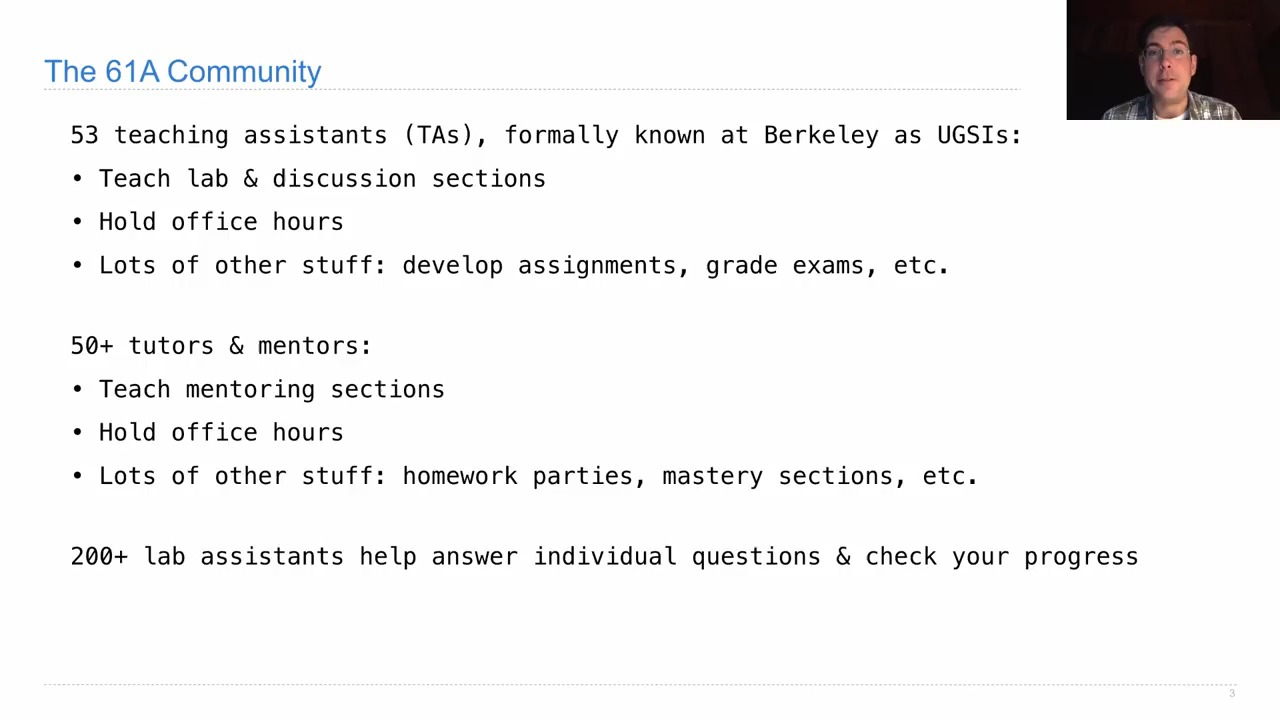 The 61A Community
53 teaching assistants (TAs), formally known at Berkeley as UGSIs:
• Teach lab & discussion sections
• Hold office hours
• Lots of other stuff: develop assignments, grade exams, etc.
50+ tutors & mentors:
• Teach mentoring sections
• Hold office hours
• Lots of other stuff: homework parties, mastery sections, etc.
200+ lab assistants help answer individual questions & check your progress
3